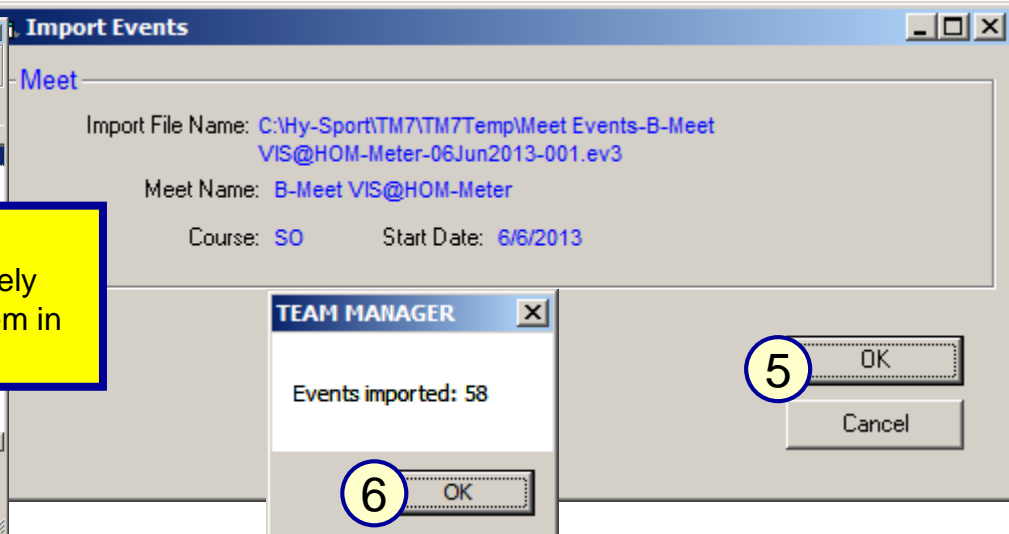 Import Events
Meet
Import File Name: C:\Hy-Sport\TM7\TM7Temp\Meet Events-B-Meet
VIS@HOM-Meter-06Jun2013-001.ev3
Meet Name: B-Meet VIS@HOM-Meter
Course: SO Start Date: 6/6/2013
ely
m in
TEAM MANAGER
Events imported: 58
5 OK
Cancel
6 OK